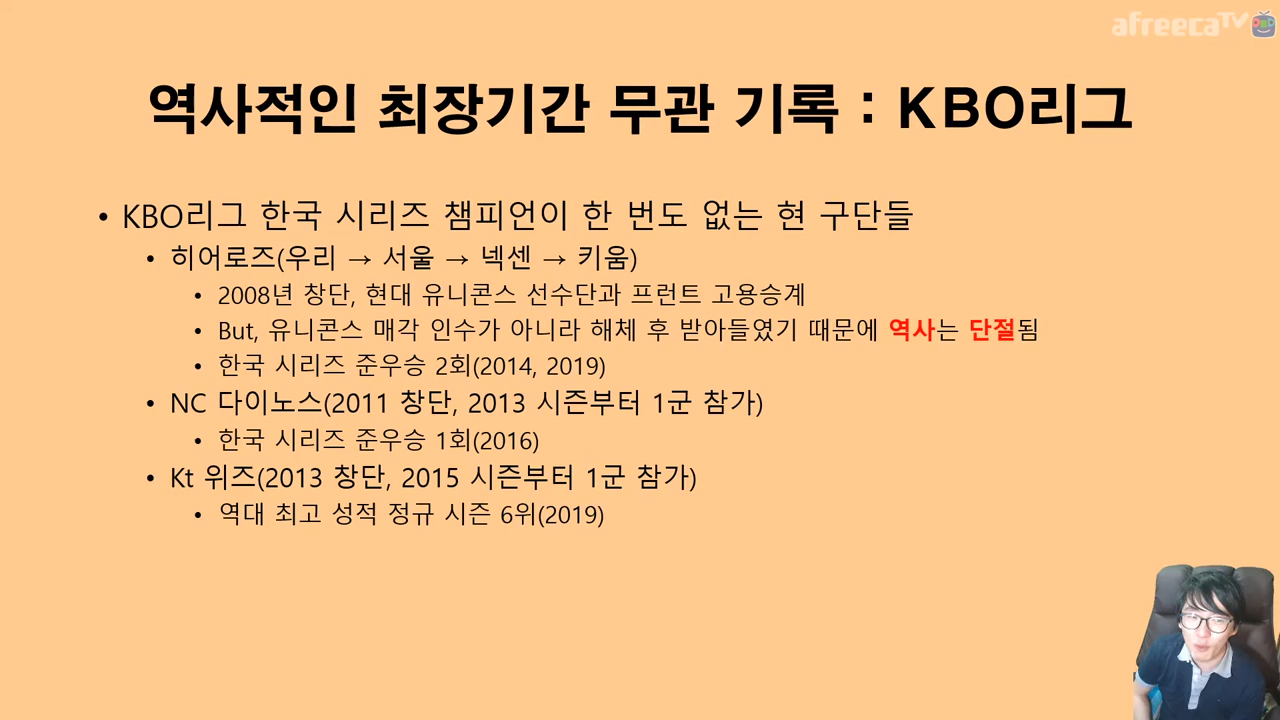 afreecaTV
역사적인 최장기간 무관 기록 : KBO리그
• KBO리그 한국 시리즈 챔피언이 한 번도 없는 현 구단들
• 히어로즈(우리 → 서울 → 넥센 → 키움)
• 2008년 창단, 현대 유니콘스 선수단과 프런트 고용승계
• But, 유니콘스 매각 인수가 아니라 해체 후 받아들였기 때문에 역사는 단절됨
• 한국 시리즈 준우승 2회(2014, 2019)
• NC 다이노스(2011 창단, 2013 시즌부터 1군 참가)
• 한국 시리즈 준우승 1회(2016)
• Kt 위즈(2013 창단, 2015 시즌부터 1군 참가)
• 역대 최고 성적 정규 시즌 6위(2019)